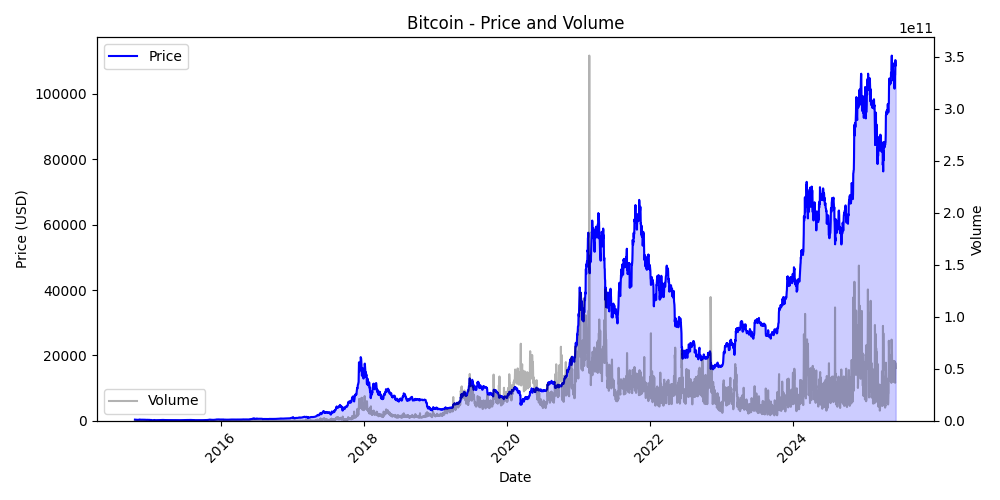 Bitcoin - Price and Volume
1e11
Price
Volume
Price (USD)
100000
80000
60000
40000
20000
0
3.5
3.0
2.5
2.0
1.5
1.0
0.5
0.0
Volume
2016
2018
2020
2022
2024
Date